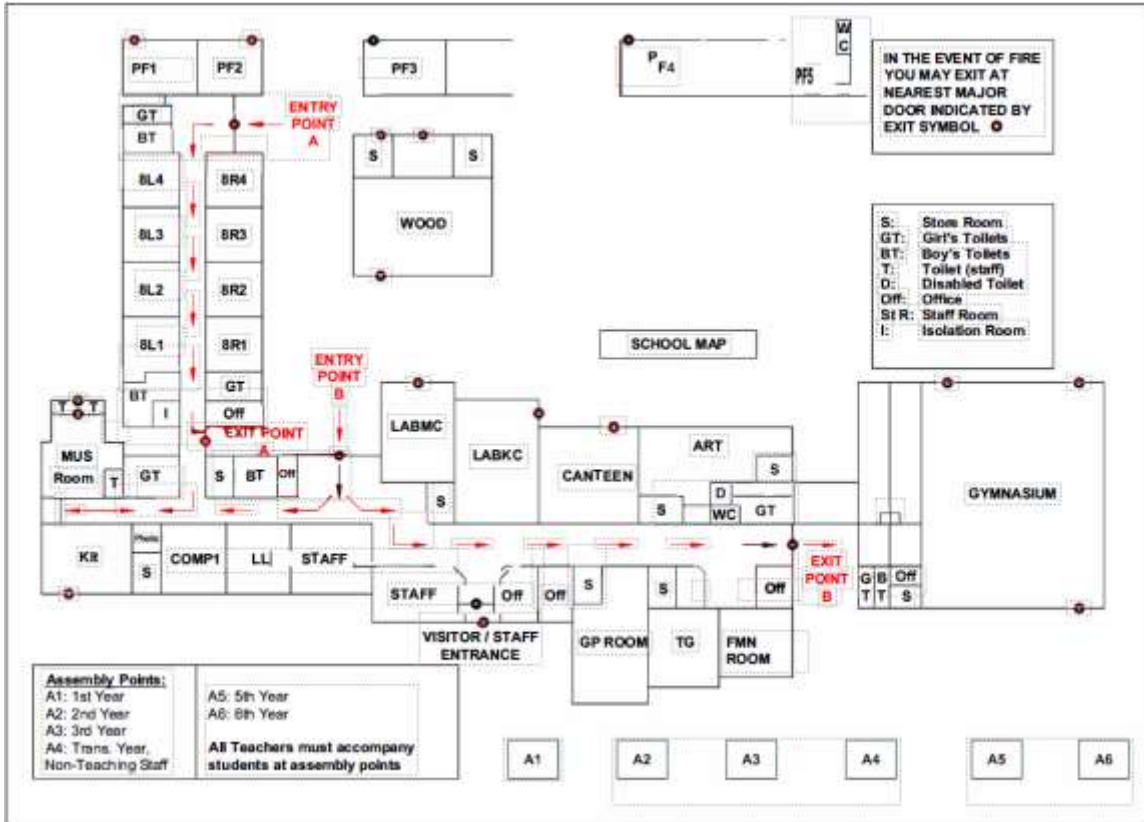 PF1
PF2
PF3
P
F4
PF5
W
C
IN THE EVENT OF FIRE
YOU MAY EXIT AT
NEAREST MAJOR
DOOR INDICATED BY
EXIT SYMBOL
GT
BT
ENTRY
POINT
A
S
S
WOOD
8L4
8R4
8L3
8R3
8L2
8R2
8L1
8R1
S: Store Room
GT: Girl's Toilets
BT: Boy's Toilets
T: Toilet (staff)
D: Disabled Toilet
Off: Office
St R: Staff Room
I: Isolation Room
SCHOOL MAP
ENTRY
POINT
B
BT
I
GT
Off
EXIT POINT
A
T
T
MUS
Room
T
GT
S
BT
Off
LABMC
S
LABKC
CANTEEN
ART
S
S
D
WC
GT
GYMNASIUM
Kit
Photo
S
COMP1
LL
STAFF
STAFF
Off
Off
S
S
Off
EXIT
POINT
B
G
T
B
T
Off
S
VISITOR / STAFF
ENTRANCE
GP ROOM
TG
FMN
ROOM
Assembly Points:
A1: 1st Year
A2: 2nd Year
A3: 3rd Year
A4: Trans. Year,
Non-Teaching Staff
A5: 5th Year
A6: 6th Year
All Teachers must accompany
students at assembly points
A1
A2
A3
A4
A5
A6